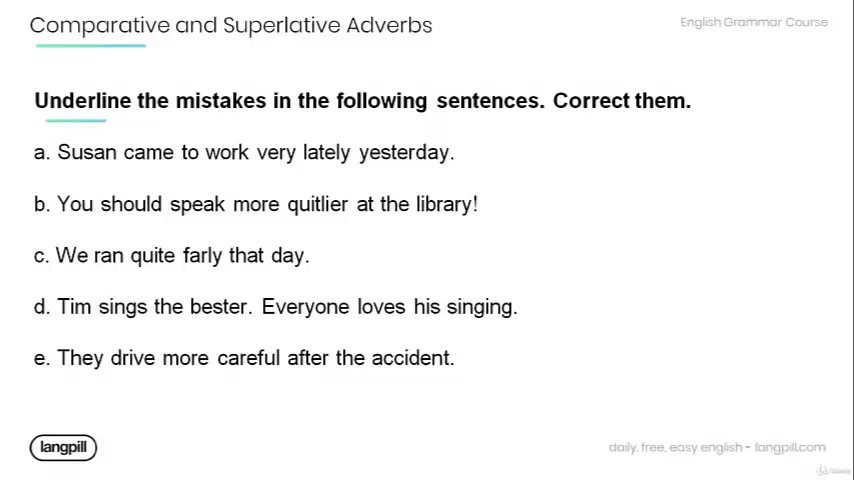 Comparative and Superlative Adverbs
English Grammar Course
Underline the mistakes in the following sentences. Correct them.
a. Susan came to work very lately yesterday.
b. You should speak more quitlier at the library!
c. We ran quite farly that day.
d. Tim sings the bester. Everyone loves his singing.
e. They drive more careful after the accident.
langpill
daily, free, easy english - langpill.com